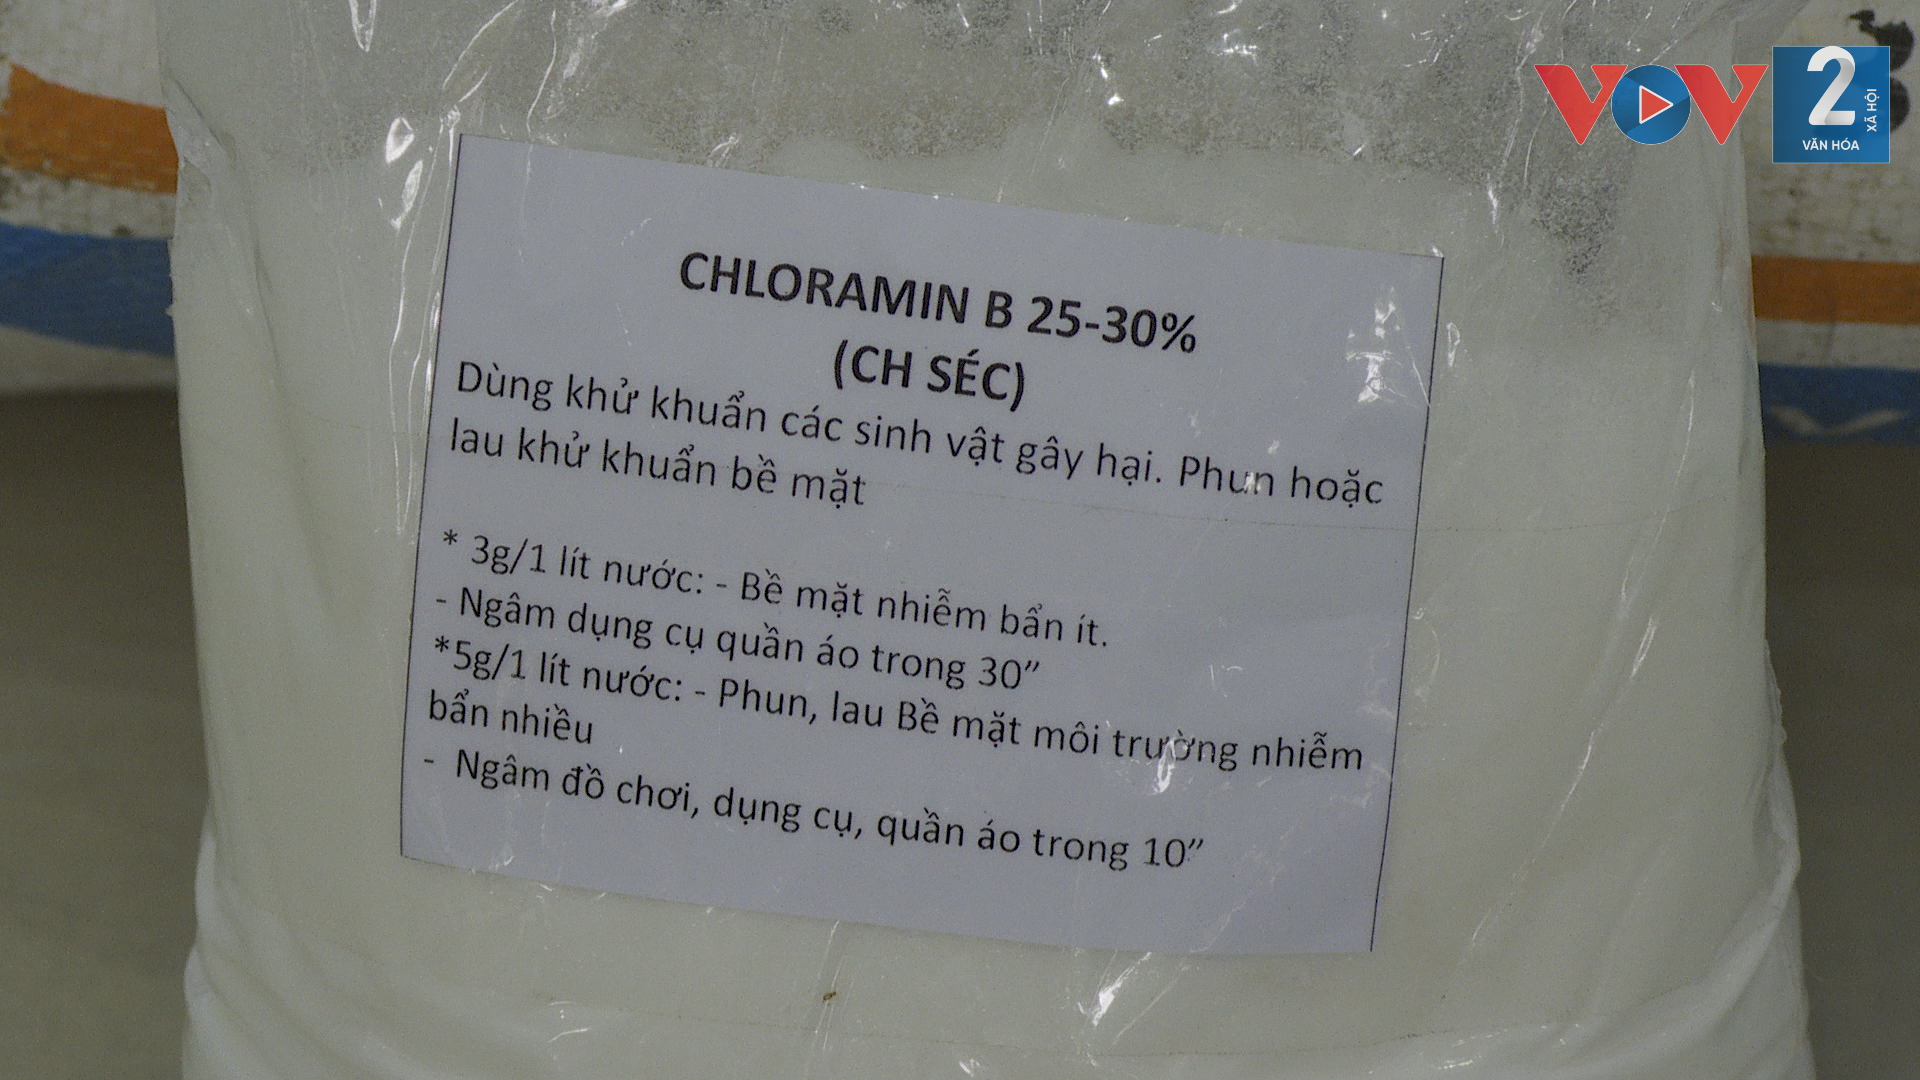 VOV
2
XÃ HỘI
VĂN HÓA
CHLORAMIN B 25-30%
(CH SÉC)
Dùng khử khuẩn các sinh vật gây hại. Phun hoặc
lau khử khuẩn bề mặt
* 3g/1 lít nước: - Bề mặt nhiễm bẩn ít.
- Ngâm dụng cụ quần áo trong 30”
*5g/1 lít nước: - Phun, lau Bề mặt môi trường nhiễm
bẩn nhiều
- Ngâm đồ chơi, dụng cụ, quần áo trong 10”